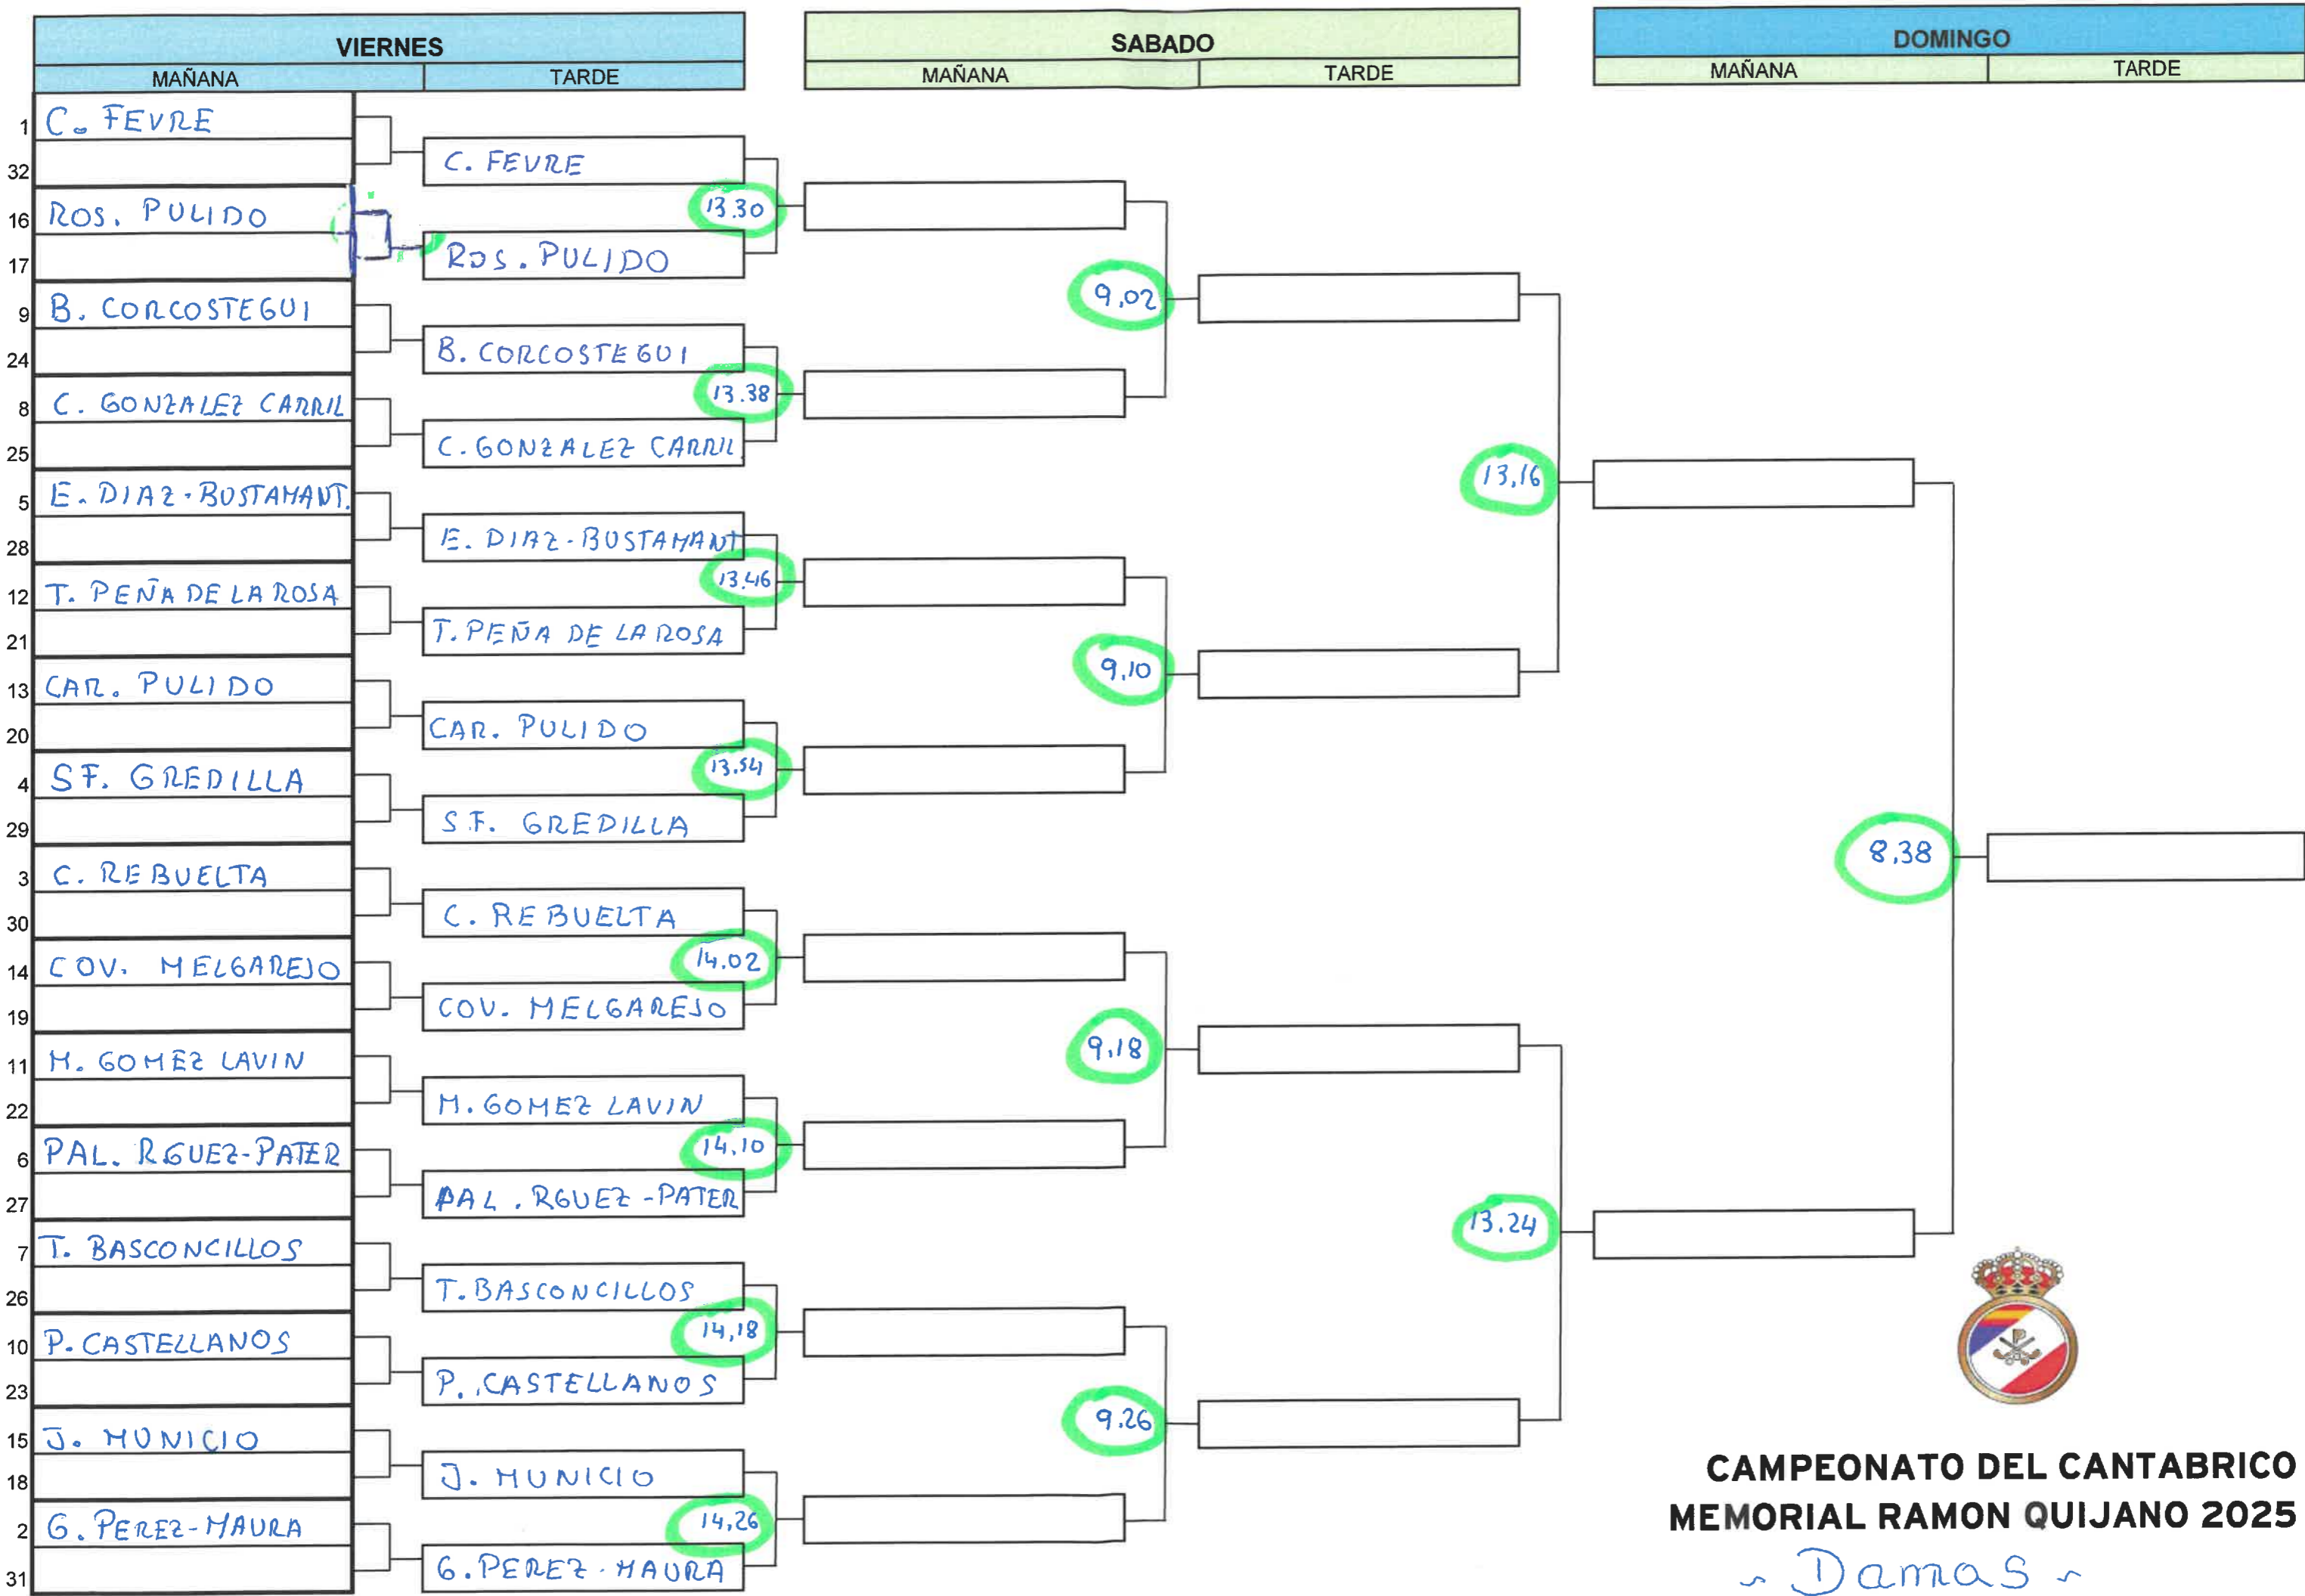 VIERNES
SABADO
DOMINGO
MAÑANA
TARDE
MAÑANA
TARDE
MAÑANA
TARDE
1 C. FEVRE
C. FEVRE
32
13.30
16 ROS. PULIDO
ROS. PULIDO
17
9,02
9 B. CORCOSTEGUI
B. CORCOSTEGUI
24
13.38
8 C. GONZALEZ CARRIL
C. GONZALEZ CARRIL
25
13,16
5 E. DIAZ-BUSTAMANT.
E. DIAZ-BUSTAMANT
28
13.46
12 T. PEÑA DE LA ROSA
T. PEÑA DE LA ROSA
21
9,10
13 CAR. PULIDO
CAR. PULIDO
20
13.54
4 SF. GREDILLA
S.F. GREDILLA
29
8,38
3 C. REBUELTA
C. REBUELTA
30
14.02
14 COV. MELGAREJO
COV. MELGAREJO
19
9,18
11 M. GOMEZ LAVIN
M. GOMEZ LAVIN
22
14,10
6 PAL. RGUEZ-PATER
PAL. RGUEZ-PATER
27
13.24
7 T. BASCONCILLOS
T. BASCONCILLOS
26
14,18
10 P. CASTELLANOS
P. CASTELLANOS
23
9.26
15 J. MUNICIO
J. MUNICIO
18
14,26
2 G. PEREZ-MAURA
G. PEREZ-MAURA
31
CAMPEONATO DEL CANTABRICO
MEMORIAL RAMON QUIJANO 2025
~ Damas ~